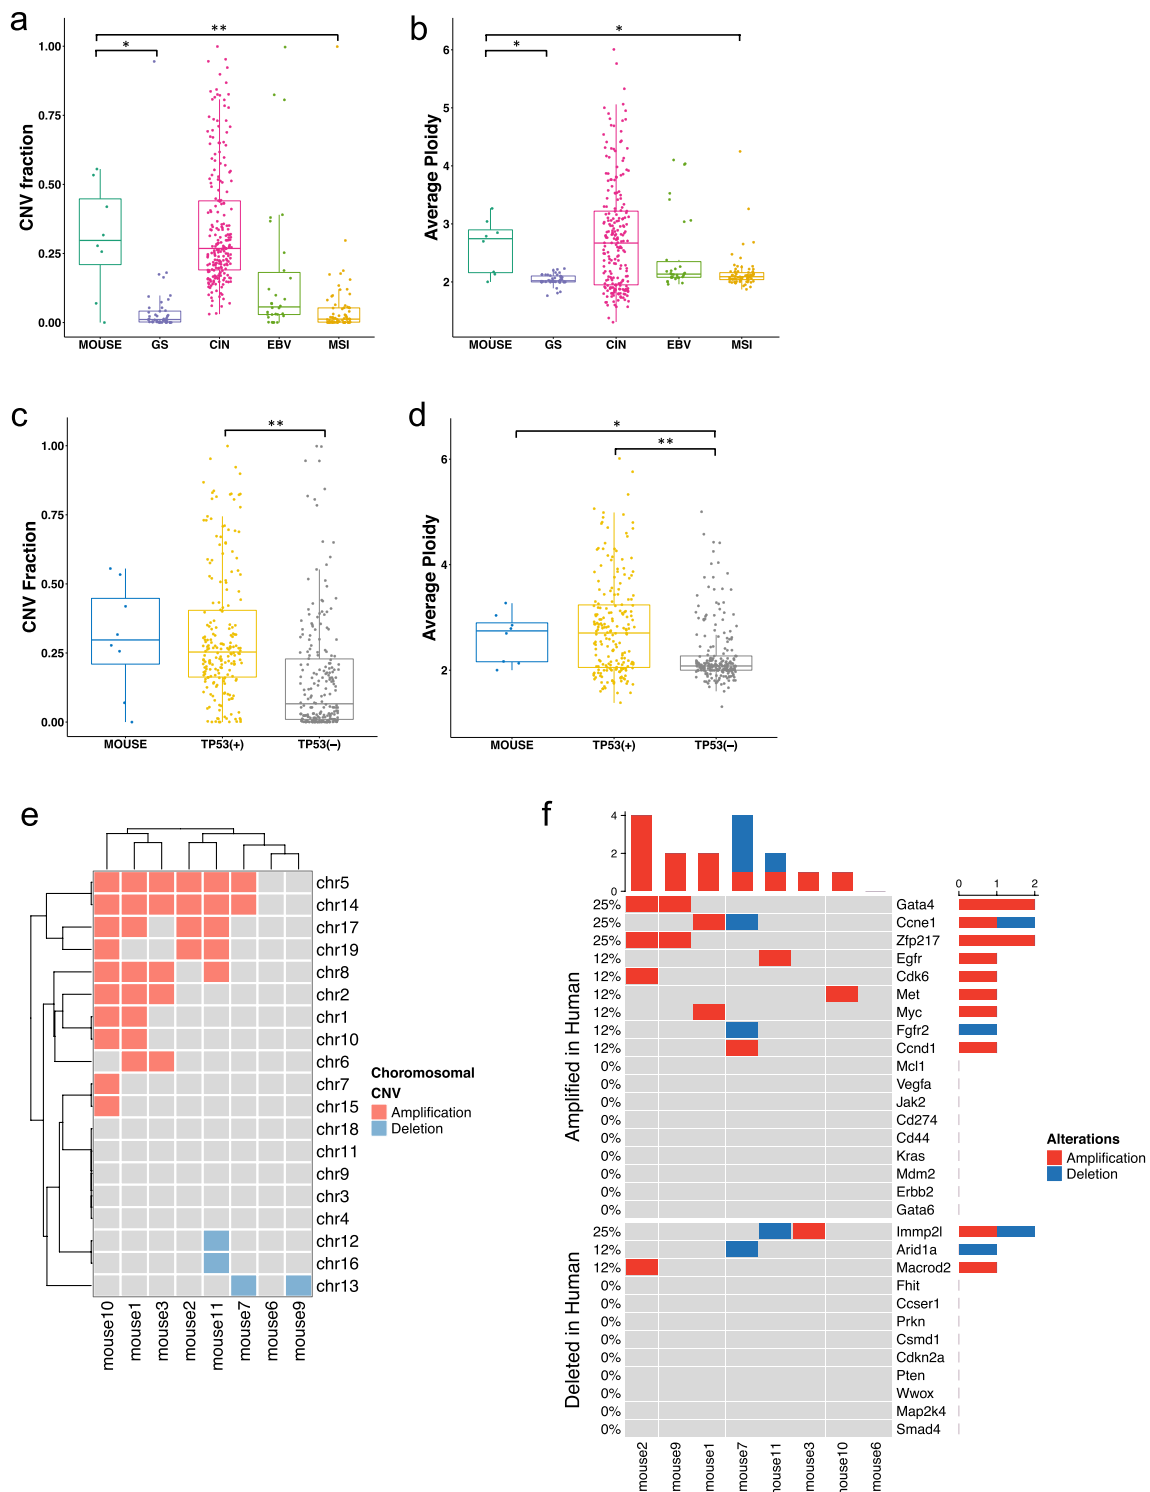 a
**
*
1.00
0.75
0.50
0.25
0.00
CNV fraction
MOUSE GS CIN EBV MSI
b
*
*
6
5
4
3
2
Average Ploidy
MOUSE GS CIN EBV MSI
c
**
1.00
0.75
0.50
0.25
0.00
CNV Fraction
MOUSE TP53(+) TP53(−)
d
*
**
6
4
2
Average Ploidy
MOUSE TP53(+) TP53(−)
e
chr5
chr14
chr17
chr19
chr8
chr2
chr1
chr10
chr6
chr7
chr15
chr18
chr11
chr9
chr3
chr4
chr12
chr16
chr13
mouse10 mouse1 mouse3 mouse2 mouse11 mouse7 mouse6 mouse9
Choromosomal
CNV
Amplification
Deletion
f
4
2
0
0 1 2
Amplified in Human
25% Gata4
25% Ccne1
25% Zfp217
12% Egfr
12% Cdk6
12% Met
12% Myc
12% Fgfr2
12% Ccnd1
0% Mcl1
0% Vegfa
0% Jak2
0% Cd274
0% Cd44
0% Kras
0% Mdm2
0% Erbb2
0% Gata6
Deleted in Human
25% Immp2l
12% Arid1a
12% Macrod2
0% Fhit
0% Ccser1
0% Prkn
0% Csmd1
0% Cdkn2a
0% Pten
0% Wwox
0% Map2k4
0% Smad4
mouse2 mouse9 mouse1 mouse7 nouse11 mouse3 nouse10 mouse6
Alterations
Amplification
Deletion